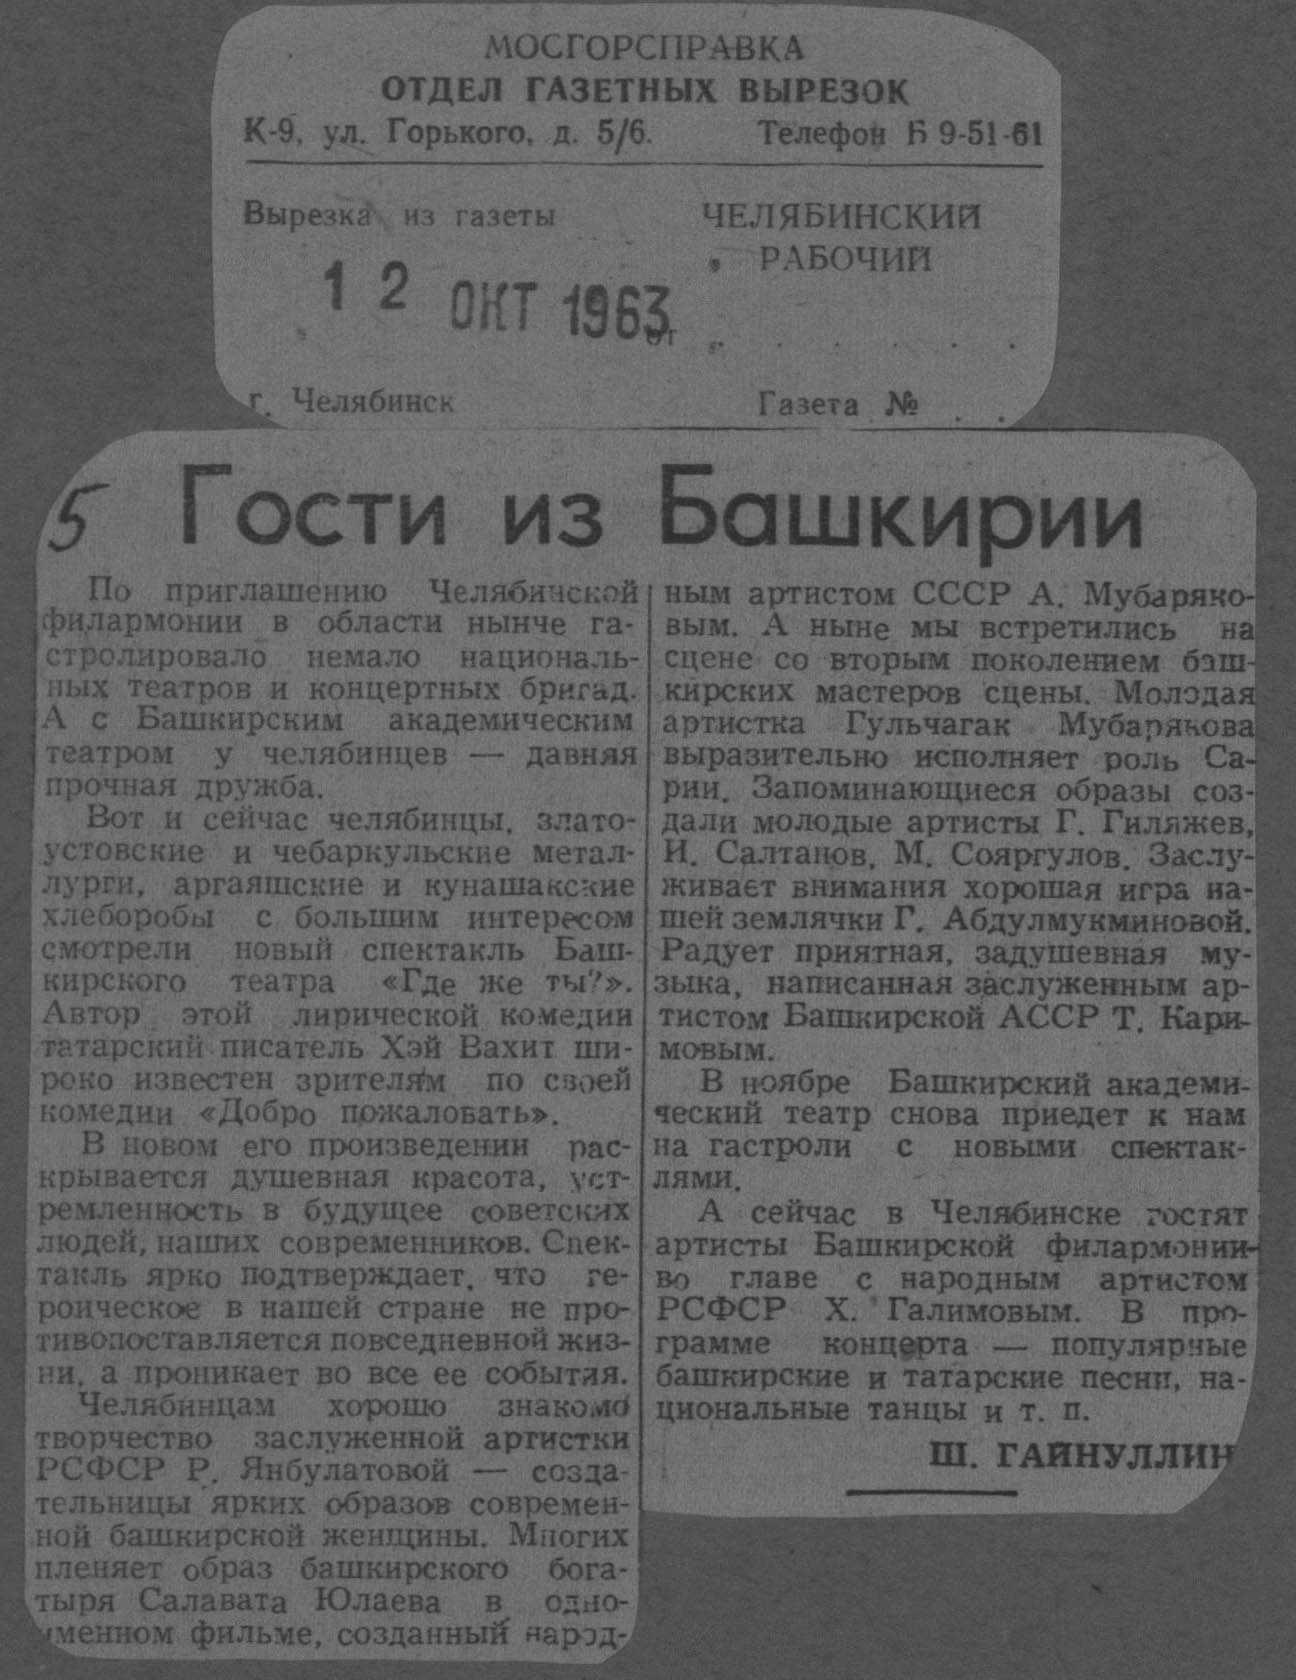 МОСГОРСПРАВКА
ОТДЕЛ ГАЗЕТНЫХ ВЫРЕЗОК
К-9, ул. Горького, д. 5/6. Телефон Б 9-51-61
Вырезка из газеты
ЧЕЛЯБИНСКИЙ
РАБОЧИЙ
12 ОКТ 1963
от . . . . . .
г. Челябинск Газета № . .
5 Гости из Башкирии
По приглашению Челябинской
филармонии в области нынче га-
стролировало немало националь-
ных театров и концертных бригад.
А с Башкирским академическим
театром у челябинцев — давняя
прочная дружба.
Вот и сейчас челябинцы, злато-
устовские и чебаркульские метал-
лурги, аргаяшские и кунашакские
хлеборобы с большим интересом
смотрели новый спектакль Баш-
кирского театра «Где же ты?».
Автор этой лирической комедии
татарский писатель Хэй Вахит ши-
роко известен зрителям по своей
комедии «Добро пожаловать».
В новом его произведении рас-
крывается душевная красота, уст-
ремленность в будущее советских
людей, наших современников. Спек-
такль ярко подтверждает, что ге-
роическое в нашей стране не про-
тивопоставляется повседневной жиз-
ни, а проникает во все ее события.
Челябинцам хорошо знакомо
творчество заслуженной артистки
РСФСР Р. Янбулатовой — созда-
тельницы ярких образов современ-
ной башкирской женщины. Многих
пленяет образ башкирского бога-
тыря Салавата Юлаева в одно-
именном фильме, созданный народ-
ным артистом СССР А. Мубаряко-
вым. А ныне мы встретились на
сцене со вторым поколением баш-
кирских мастеров сцены. Молодая
артистка Гульчагак Мубарякова
выразительно исполняет роль Са-
рии. Запоминающиеся образы соз-
дали молодые артисты Г. Гиляжев,
И. Салтанов, М. Сояргулов. Заслу-
живает внимания хорошая игра на-
шей землячки Г. Абдулмукминовой.
Радует приятная, задушевная му-
зыка, написанная заслуженным ар-
тистом Башкирской АССР Т. Кари-
мовым.
В ноябре Башкирский академи-
ческий театр снова приедет к нам
на гастроли с новыми спектак-
лями.
А сейчас в Челябинске гостят
артисты Башкирской филармонии
во главе с народным артистом
РСФСР Х. Галимовым. В про-
грамме концерта — популярные
башкирские и татарские песни, на-
циональные танцы и т. п.
Ш. ГАЙНУЛЛИН